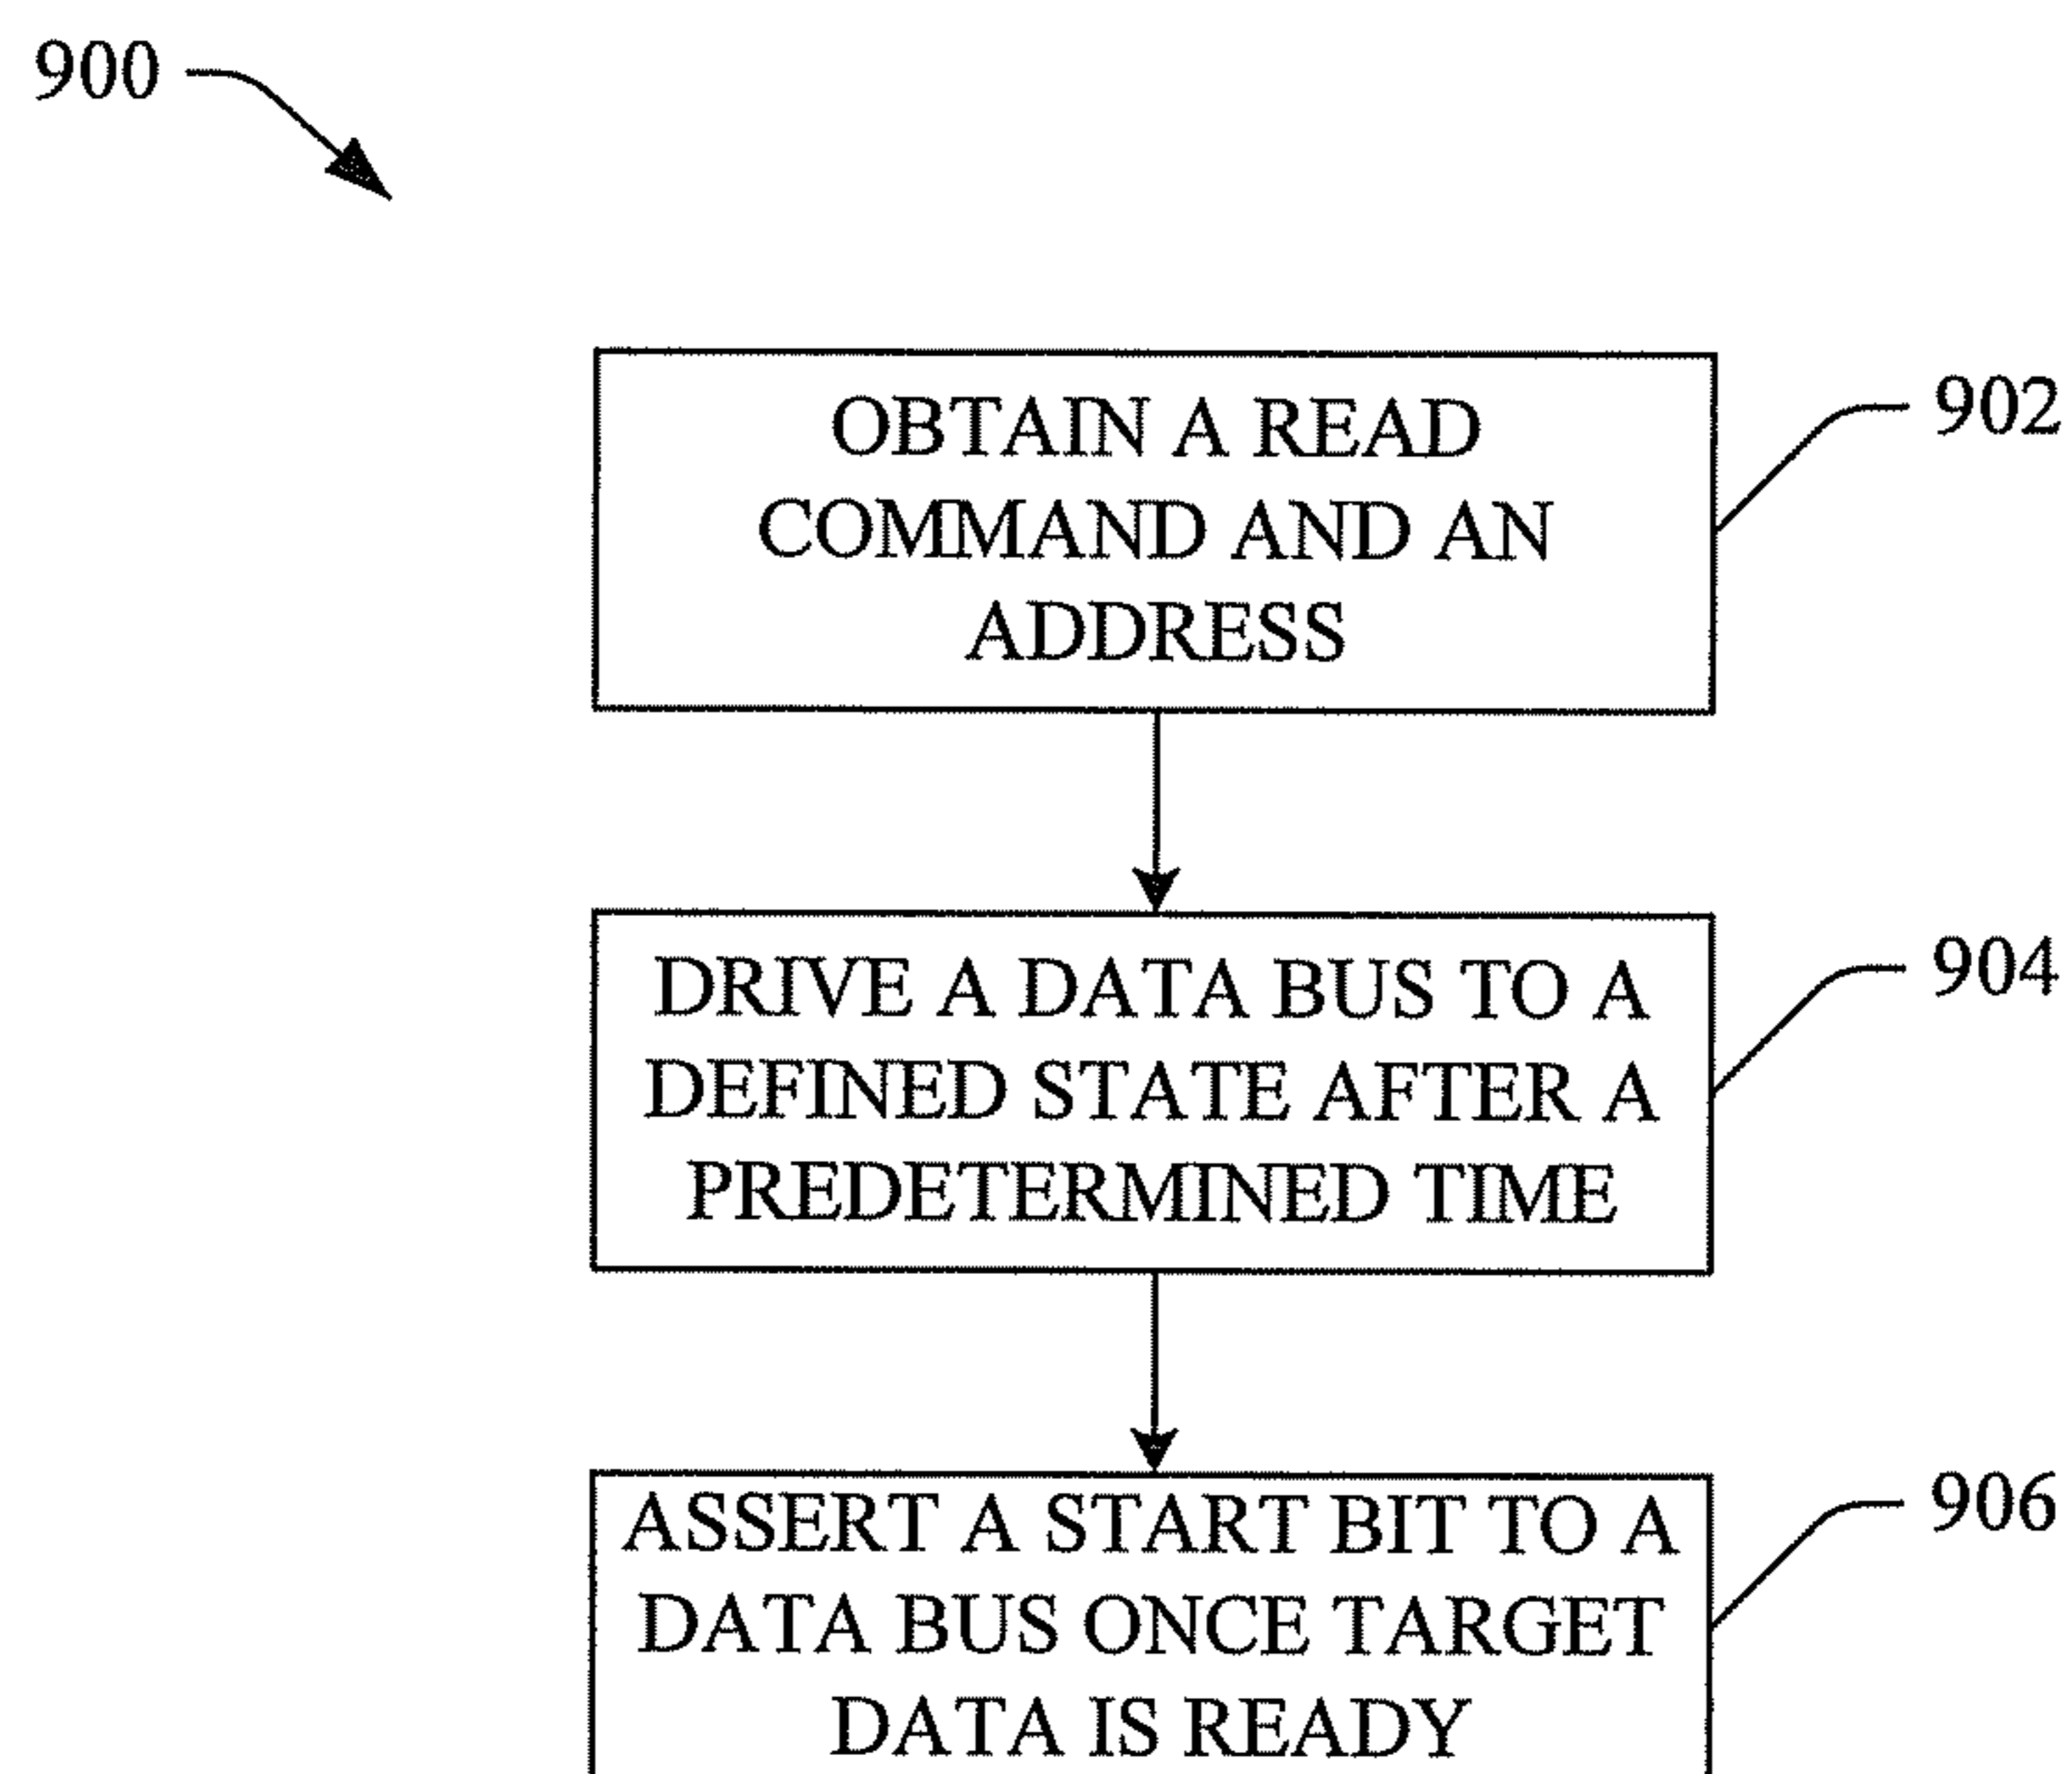 900
OBTAIN A READ
COMMAND AND AN
ADDRESS
902
DRIVE A DATA BUS TO A
DEFINED STATE AFTER A
PREDETERMINED TIME
904
ASSERT A START BIT TO A
DATA BUS ONCE TARGET
DATA IS READY
906